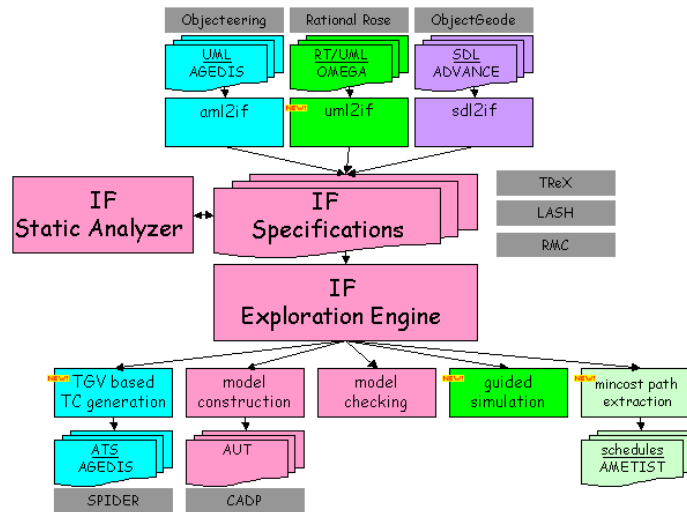 Objecteering
Rational Rose
ObjectGeode
UML
AGEDIS
RT/UML
OMEGA
SDL
ADVANCE
aml2if
NEW!
uml2if
sdl2if
IF
Static Analyzer
IF
Specifications
TReX
LASH
RMC
IF
Exploration Engine
NEW!
TGV based
TC generation
model
construction
model
checking
NEW!
guided
simulation
NEW!
mincost path
extraction
ATS
AGEDIS
AUT
schedules
AMETIST
SPIDER
CADP